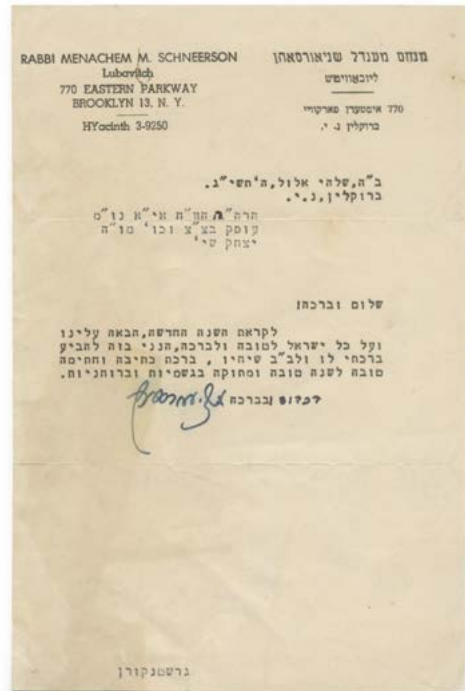 RABBI MENACHEM M. SCHNEERSON
Lubavitch
770 EASTERN PARKWAY
BROOKLYN 13, N. Y.
HYacinth 3-9250
מנחם מענדל שניאורסאהן
ליובאוויטש
770 איסטערן פארקוויי
ברוקלין נ. י.
ב"ה, שלהי אלול, ה'תשי"ג.
ברוקלין, נ.י.
הרה"ג הוו"ח אי"א נו"מ
עוסק בצ"צ וכו' מו"ה
יצחק שי'
שלום וברכה!
לקראת השנה החדשה, הבאה עלינו
ועל כל ישראל לטובה ולברכה, הנני בזה להביע
ברכתי לו ולב"ב שיחיו, ברכת כתיבה וחתימה
טובה לשנה טובה ומתוקה בגשמיות וברוחניות.
בברכה
גרשטנקורן